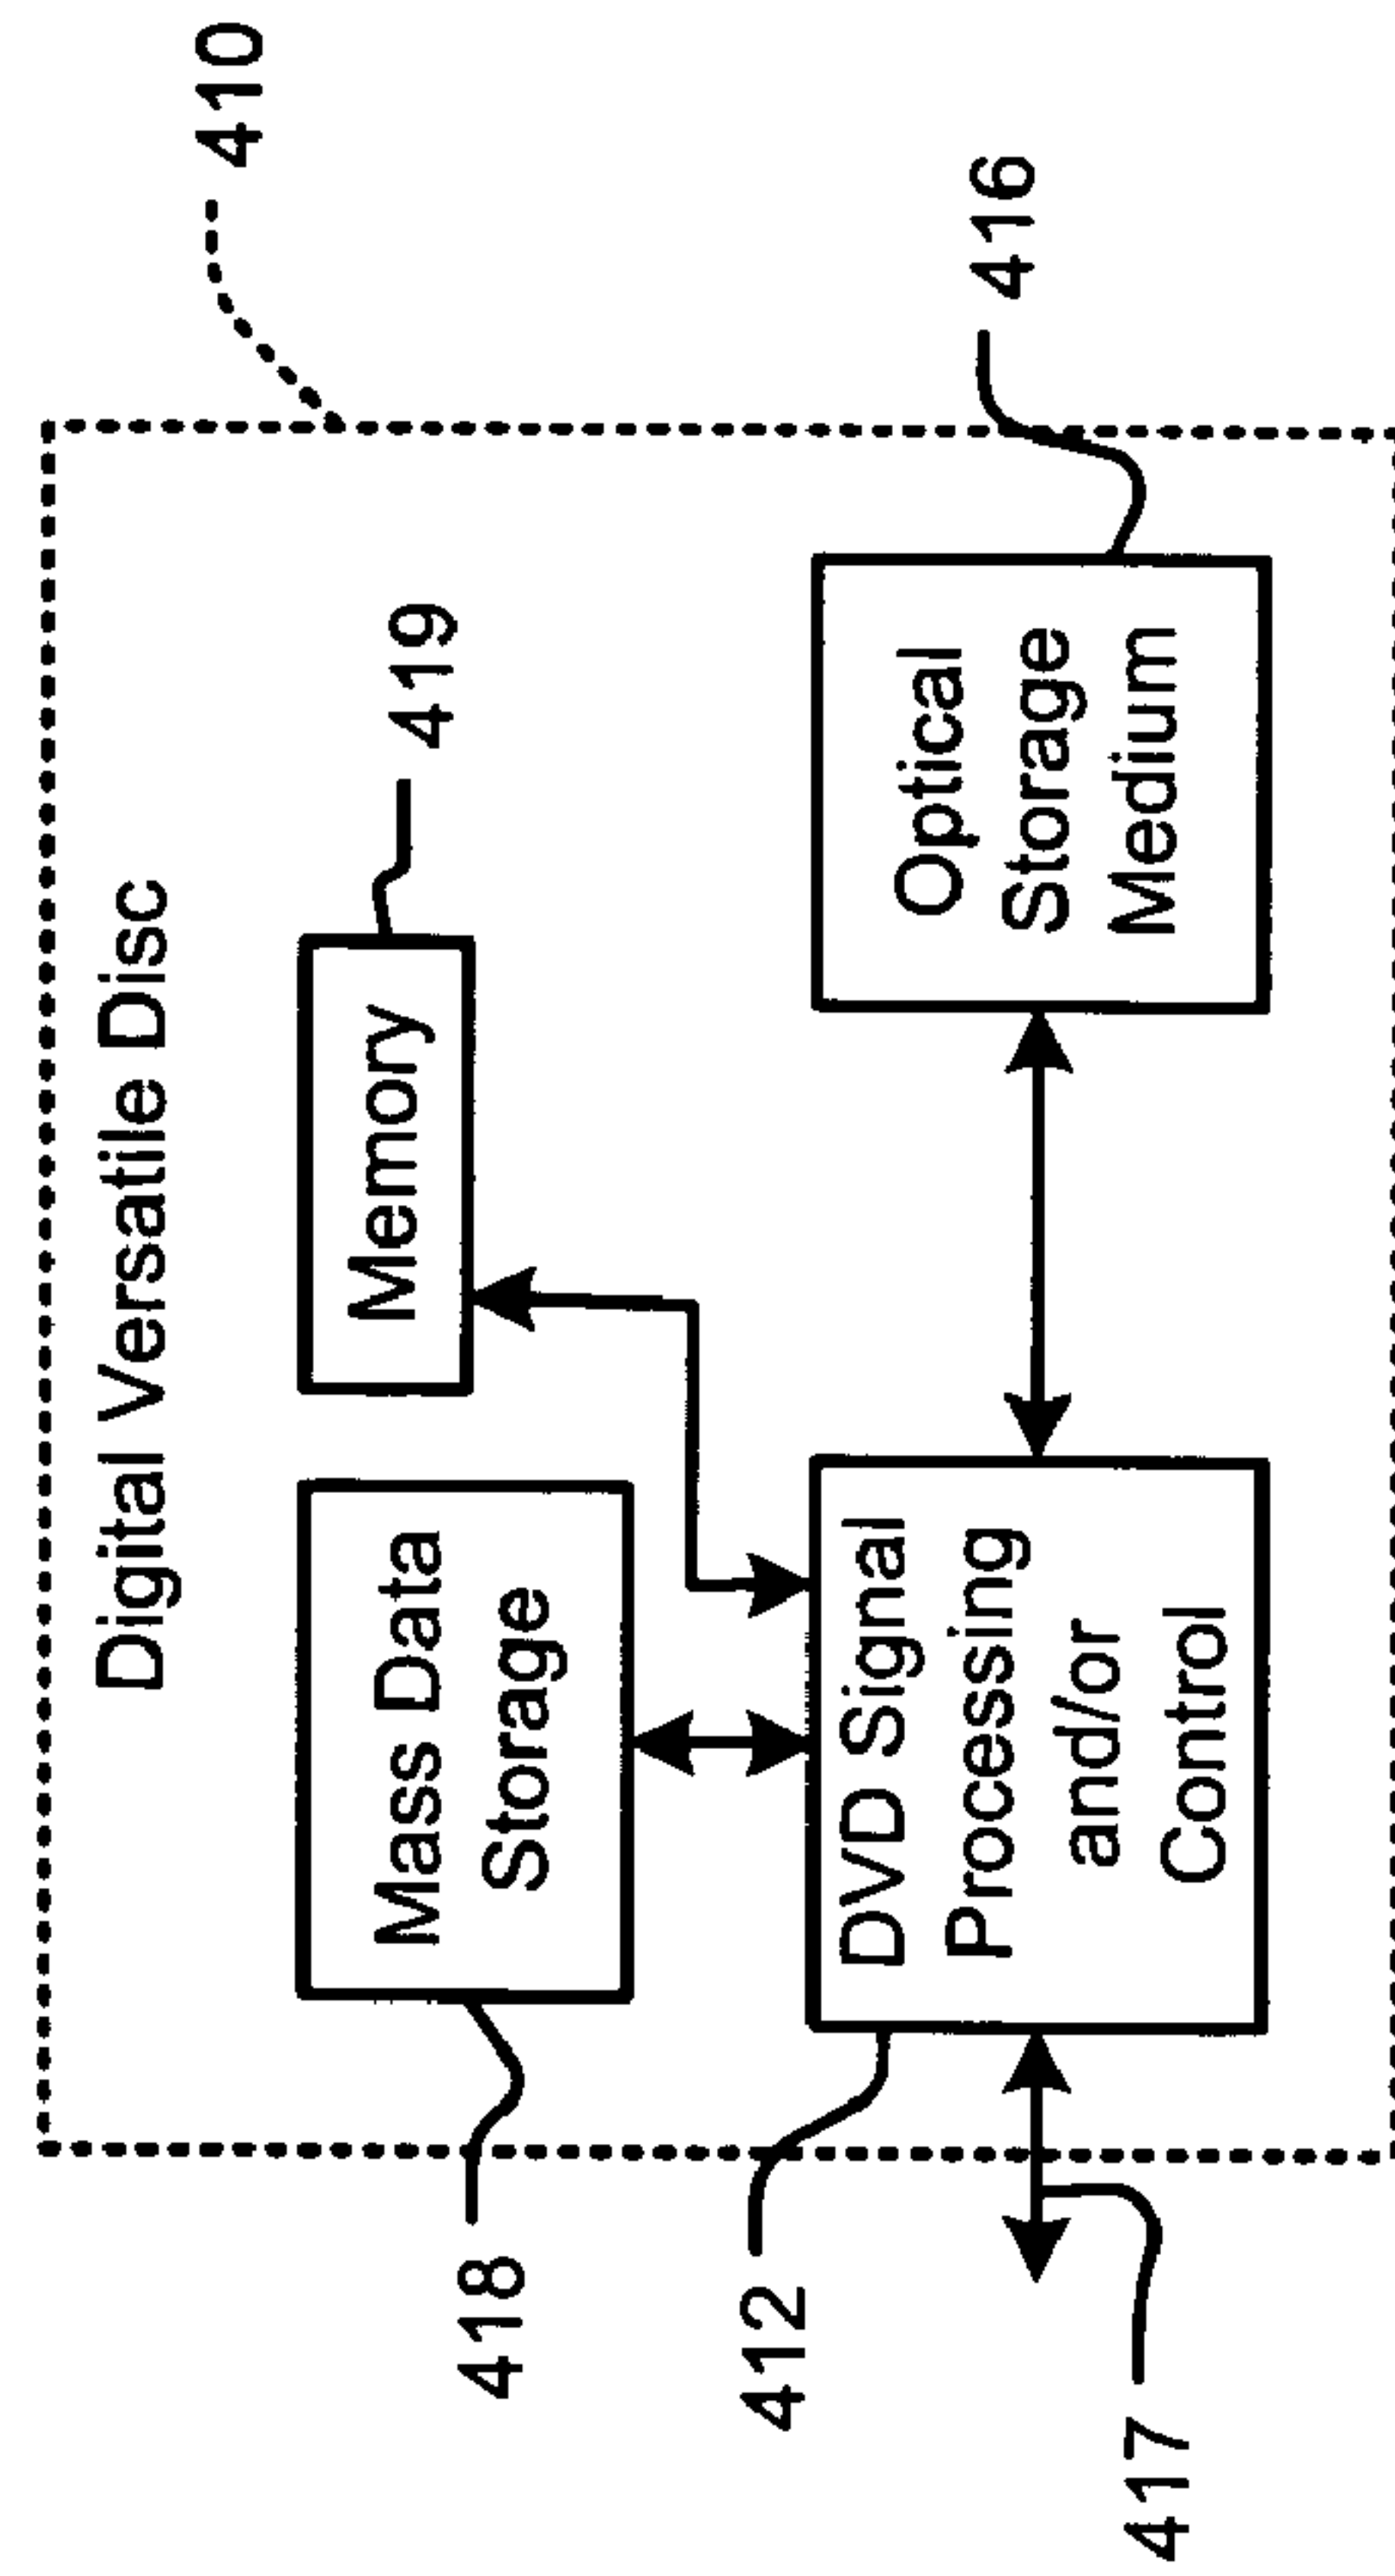 410
Digital Versatile Disc
Mass Data
Storage
Memory
419
418
DVD Signal
Processing
and/or
Control
Optical
Storage
Medium
416
412
417